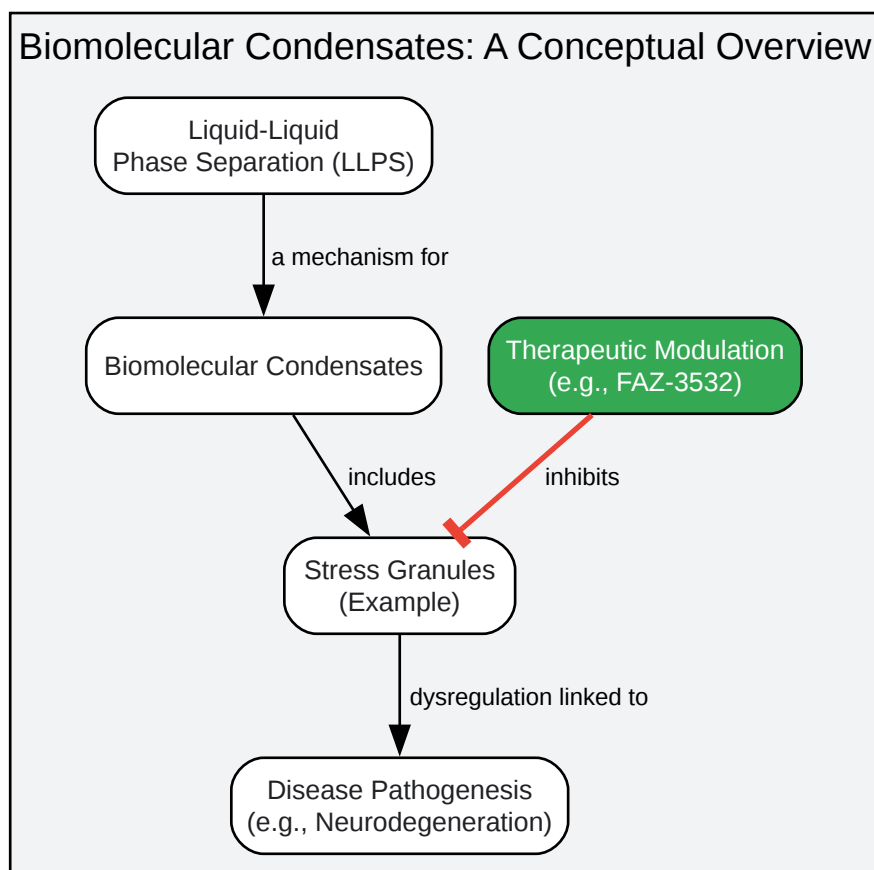 Biomolecular Condensates: A Conceptual Overview
Liquid-Liquid
Phase Separation (LLPS)
a mechanism for
Biomolecular Condensates
Therapeutic Modulation
(e.g., FAZ-3532)
includes
inhibits
Stress Granules
(Example)
dysregulation linked to
Disease Pathogenesis
(e.g., Neurodegeneration)